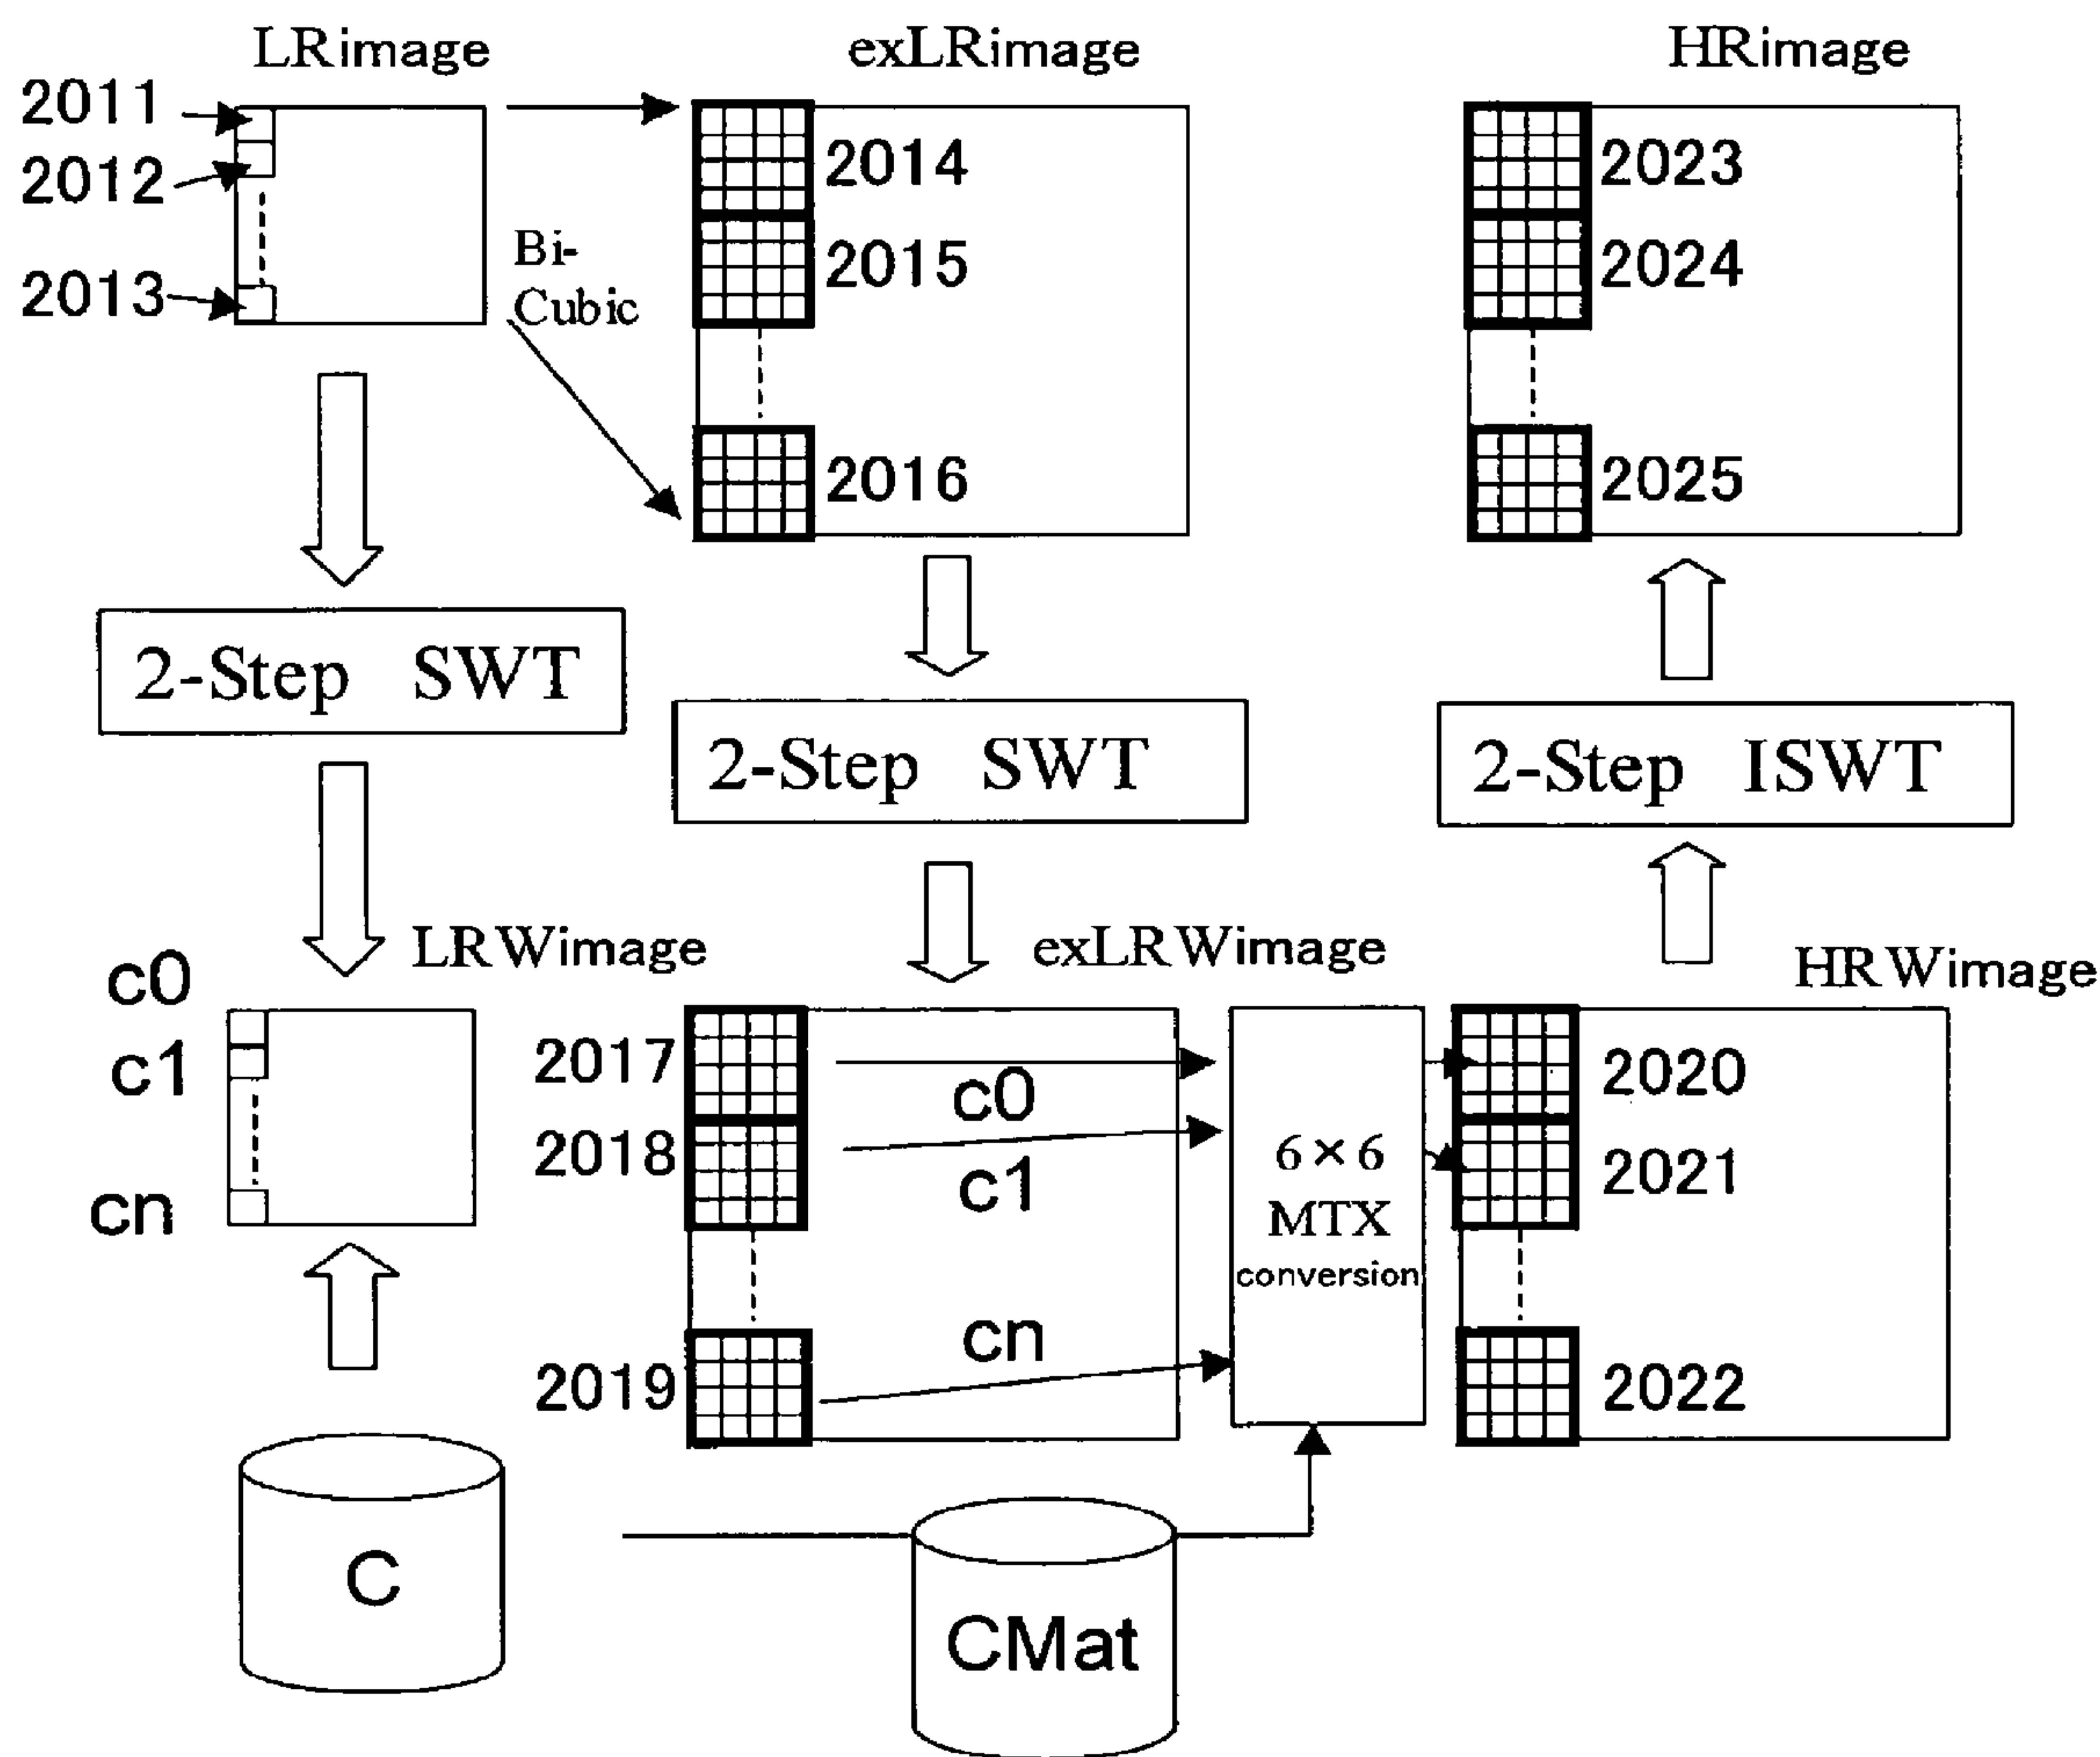 LRimage
exLRimage
HRimage
2011
2012
2013
Bi-
Cubic
2014
2015
2016
2023
2024
2025
2-Step SWT
2-Step SWT
2-Step ISWT
LRWimage
exLRWimage
HRWimage
c0
c1
cn
2017
2018
2019
c0
c1
cn
6×6
MTX
conversion
2020
2021
2022
C
CMat